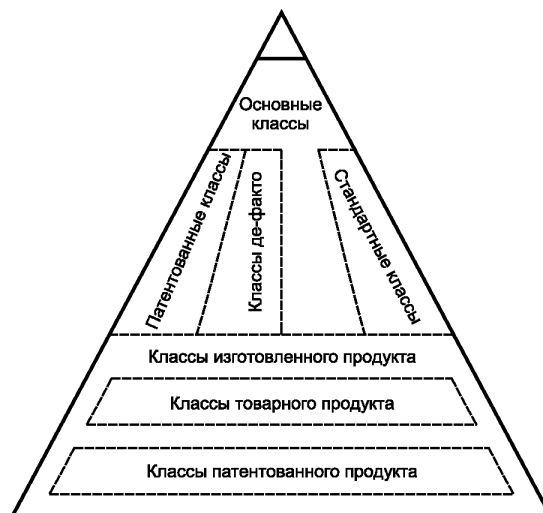 Основные
классы
Патентованные классы
Классы де-факто
Стандартные классы
Классы изготовленного продукта
Классы товарного продукта
Классы патентованного продукта